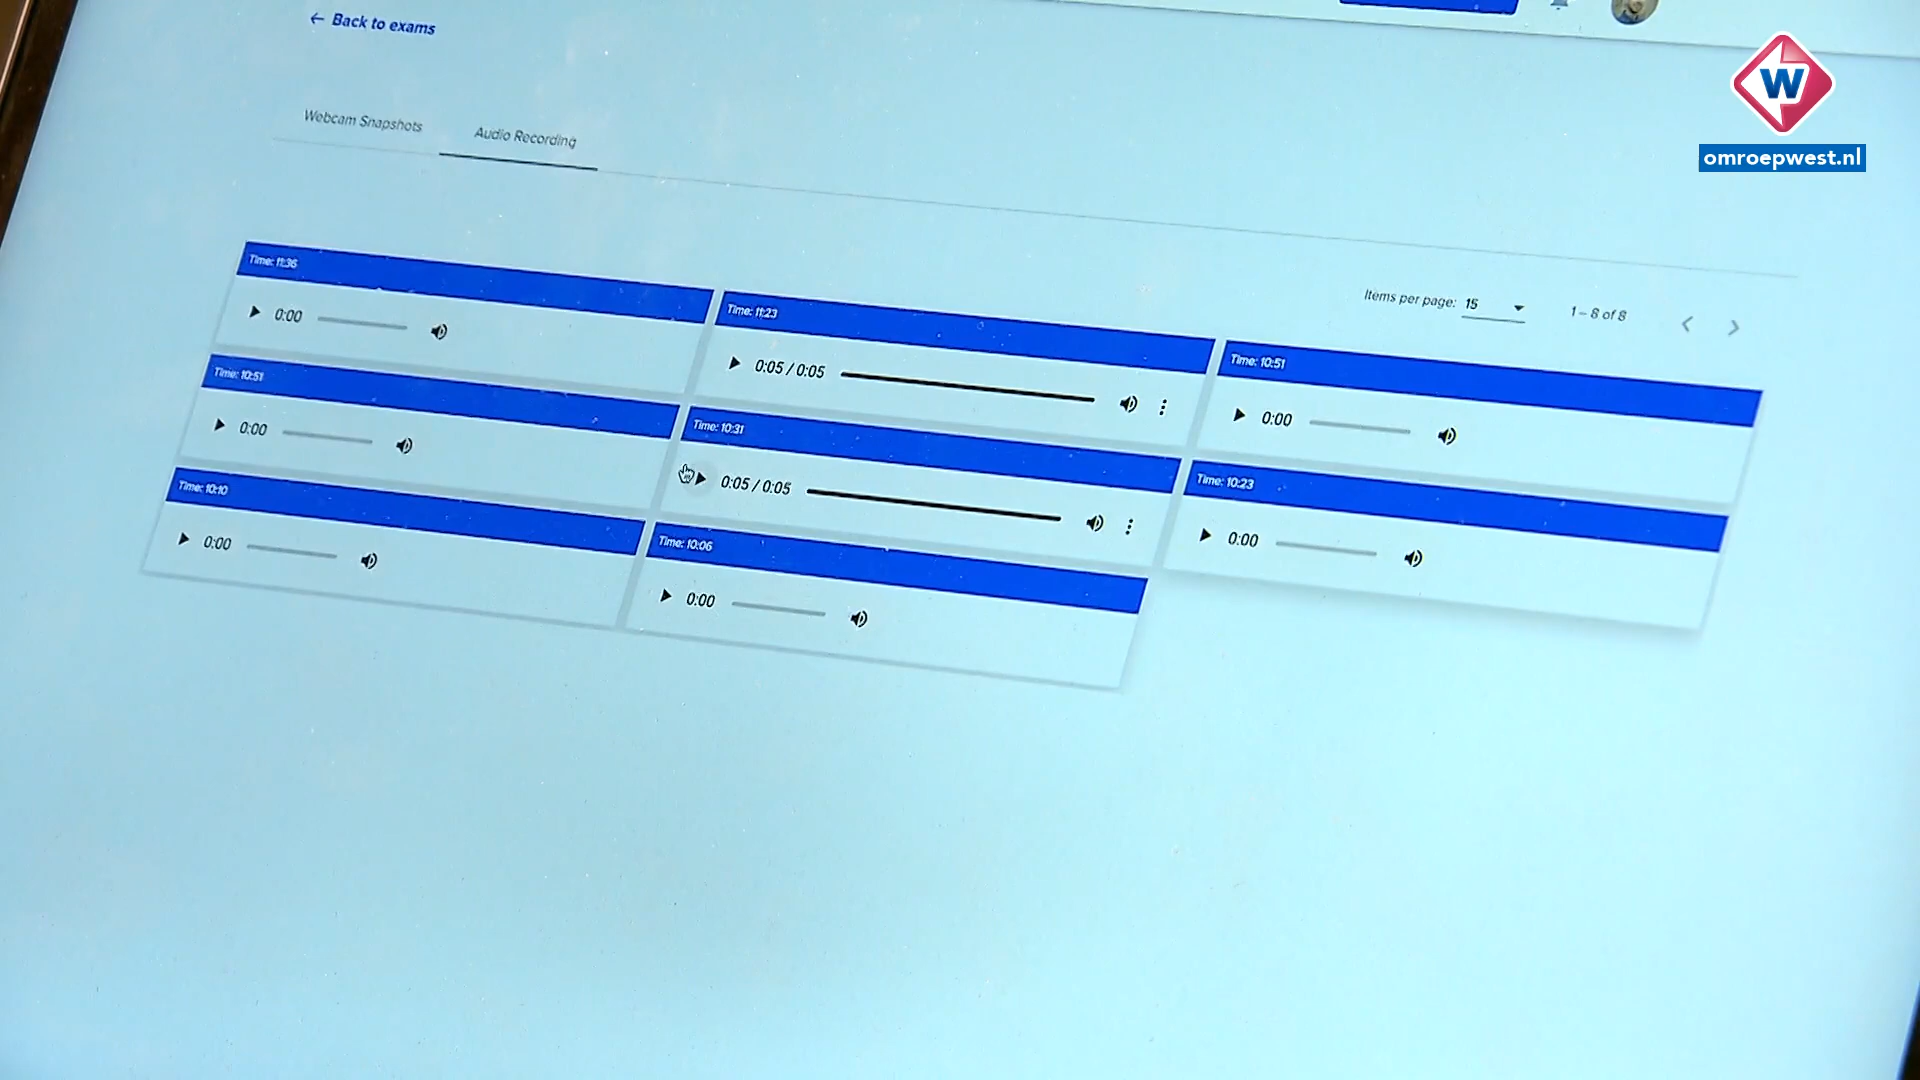 ← Back to exams
W
omroepwest.nl
Webcam Snapshots
Audio Recording
Items per page: 15
1 – 8 of 8
Time: 11:36
0:00
Time: 11:23
0:05 / 0:05
Time: 10:51
0:00
Time: 10:51
0:00
Time: 10:31
0:05 / 0:05
Time: 10:23
0:00
Time: 10:10
0:00
Time: 10:06
0:00